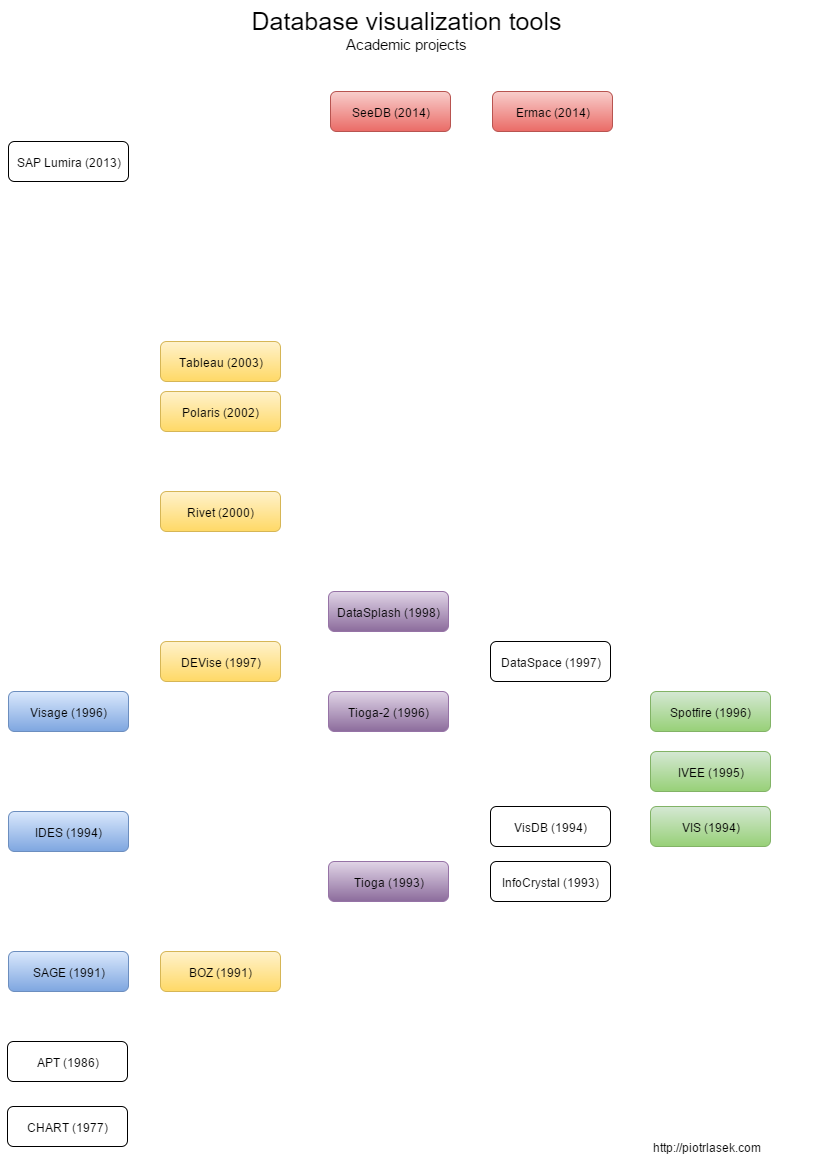 Database visualization tools
Academic projects
SeeDB (2014)
Ermac (2014)
SAP Lumira (2013)
Tableau (2003)
Polaris (2002)
Rivet (2000)
DataSplash (1998)
DEVise (1997)
DataSpace (1997)
Visage (1996)
Tioga-2 (1996)
Spotfire (1996)
IVEE (1995)
IDES (1994)
VisDB (1994)
VIS (1994)
Tioga (1993)
InfoCrystal (1993)
SAGE (1991)
BOZ (1991)
APT (1986)
CHART (1977)
http://piotrlasek.com